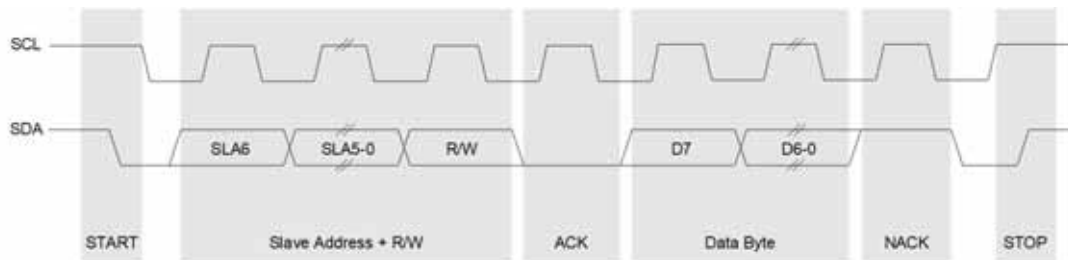 SCL
SDA
SLA6 SLA5-0 R/W D7 D6-0
START Slave Address + R/W ACK Data Byte NACK STOP